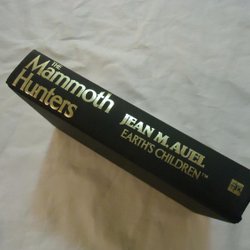 The
Mammoth
Hunters
JEAN M. AUEL
EARTH'S CHILDREN™